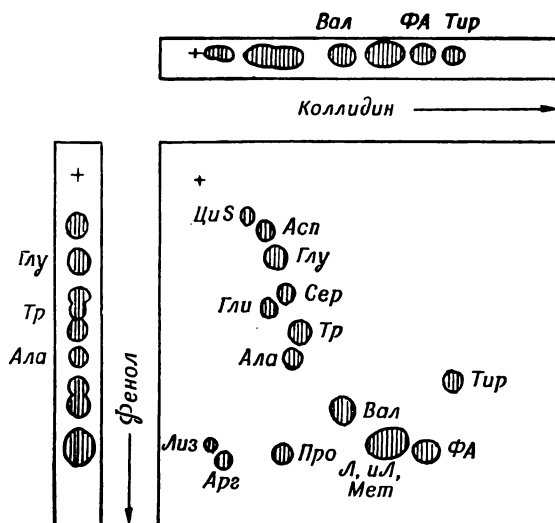 Вал ФА Тир
+
Коллидин
+
+
Циs Асп
Глу
Глу
Сер
Гли
Тр
Тр
Ала
Ала
Тир
Фенол
Вал
Лиз
Про
ФА
Арг
Л, иЛ,
Мет